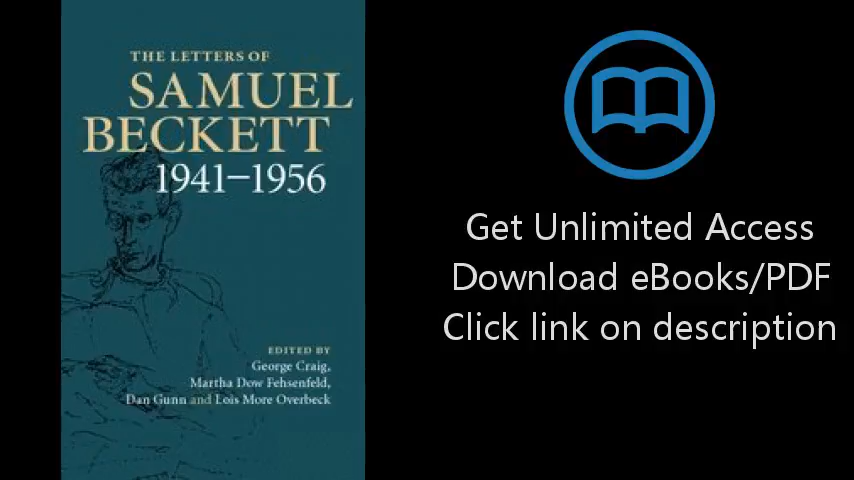 THE LETTERS OF
SAMUEL
BECKETT
1941–1956
EDITED BY
George Craig,
Martha Dow Fehsenfeld,
Dan Gunn and Lois More Overbeck
Get Unlimited Access
Download eBooks/PDF
Click link on description